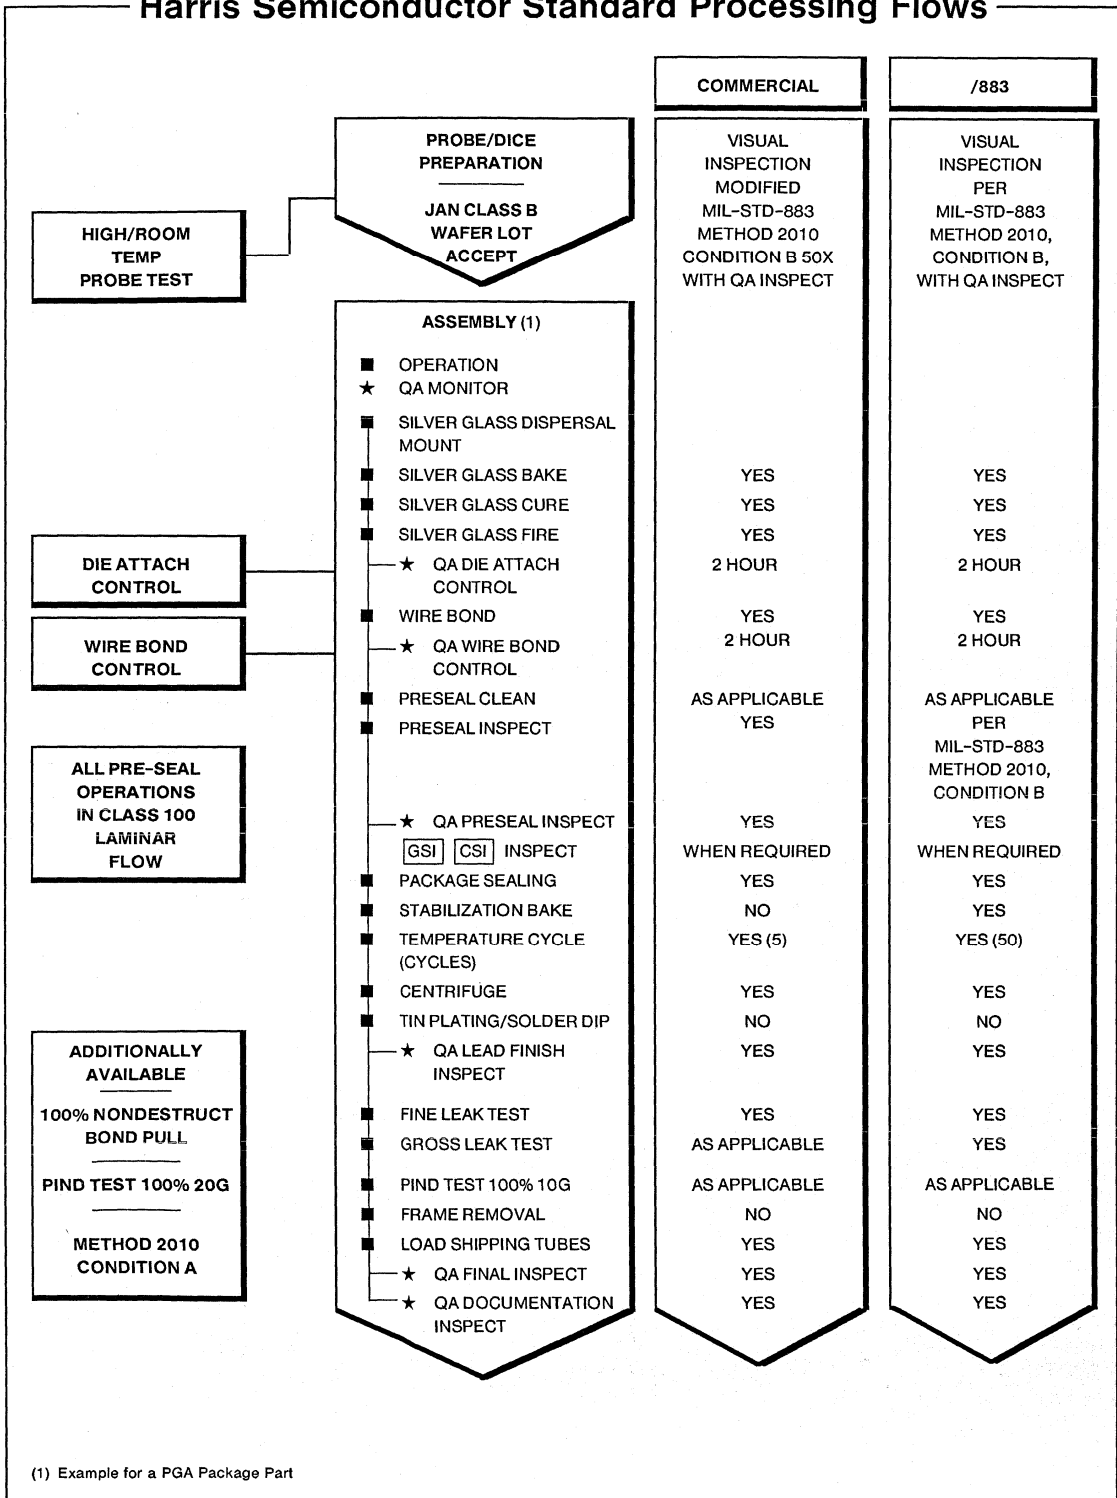 Harris Semiconductor Standard Processing Flows
COMMERCIAL
/883
PROBE/DICE
PREPARATION
JAN CLASS B
WAFER LOT
ACCEPT
VISUAL
INSPECTION
MODIFIED
MIL-STD-883
METHOD 2010
CONDITION B 50X
WITH QA INSPECT
VISUAL
INSPECTION
PER
MIL-STD-883
METHOD 2010,
CONDITION B,
WITH QA INSPECT
HIGH/ROOM
TEMP
PROBE TEST
ASSEMBLY (1)
■ OPERATION
★ QA MONITOR
■ SILVER GLASS DISPERSAL
MOUNT
■ SILVER GLASS BAKE YES YES
■ SILVER GLASS CURE YES YES
■ SILVER GLASS FIRE YES YES
DIE ATTACH
CONTROL
★ QA DIE ATTACH 2 HOUR 2 HOUR
CONTROL
■ WIRE BOND YES YES
WIRE BOND
CONTROL
★ QA WIRE BOND 2 HOUR 2 HOUR
CONTROL
■ PRESEAL CLEAN AS APPLICABLE AS APPLICABLE
■ PRESEAL INSPECT YES PER
MIL-STD-883
METHOD 2010,
CONDITION B
ALL PRE-SEAL
OPERATIONS
IN CLASS 100
LAMINAR
FLOW
★ QA PRESEAL INSPECT YES YES
GSI CSI INSPECT WHEN REQUIRED WHEN REQUIRED
■ PACKAGE SEALING YES YES
■ STABILIZATION BAKE NO YES
■ TEMPERATURE CYCLE YES (5) YES (50)
(CYCLES)
■ CENTRIFUGE YES YES
■ TIN PLATING/SOLDER DIP NO NO
★ QA LEAD FINISH YES YES
INSPECT
ADDITIONALLY
AVAILABLE
100% NONDESTRUCT
BOND PULL
PIND TEST 100% 20G
METHOD 2010
CONDITION A
■ FINE LEAK TEST YES YES
■ GROSS LEAK TEST AS APPLICABLE YES
■ PIND TEST 100% 10G AS APPLICABLE AS APPLICABLE
■ FRAME REMOVAL NO NO
■ LOAD SHIPPING TUBES YES YES
★ QA FINAL INSPECT YES YES
★ QA DOCUMENTATION YES YES
INSPECT
(1) Example for a PGA Package Part